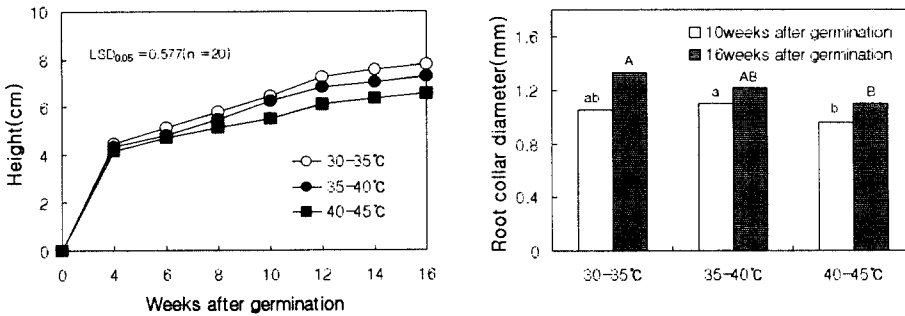 10
8
6
4
2
0
Height(cm)
LSD0.05 =0.577(n =20)
30-35℃
35-40℃
40-45℃
0 4 6 8 10 12 14 16
Weeks after germination
1.8
1.2
0.8
0.4
0
Root collar diameter(mm)
10weeks after germination
16weeks after germination
ab A a AB b B
30-35℃ 35-40℃ 40-45℃